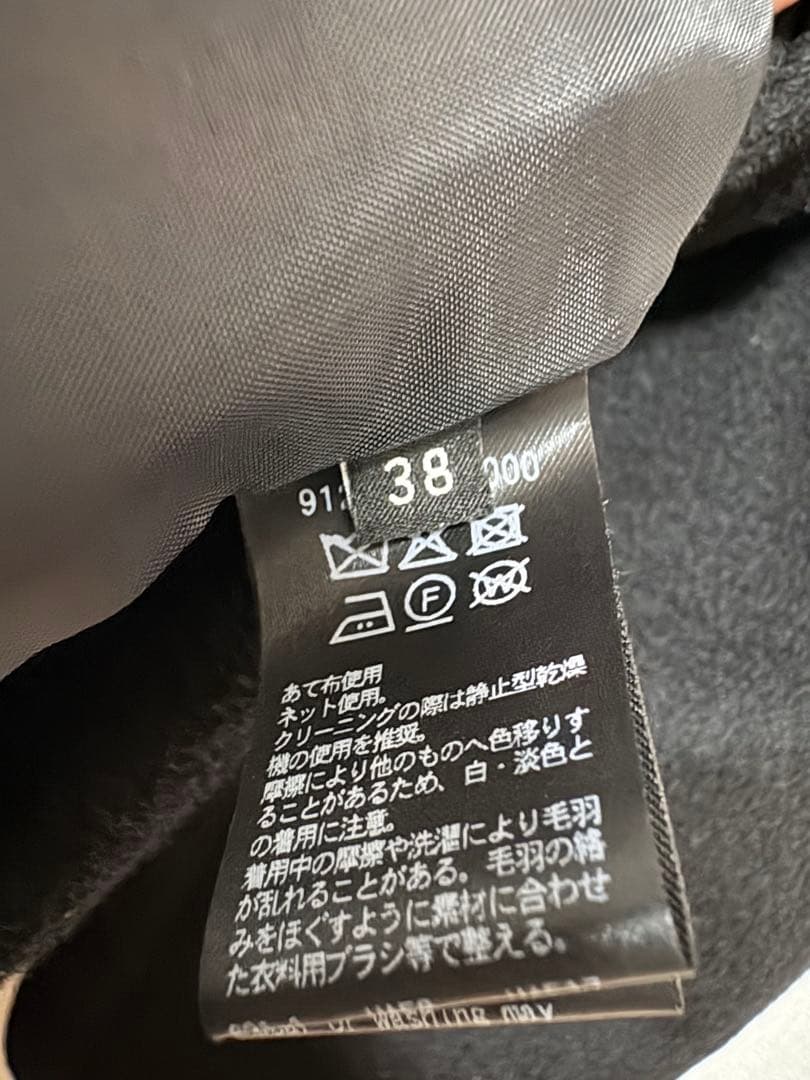 38
912
000
F
W
あて布使用
ネット使用。
クリーニングの際は静止型乾燥
機の使用を推奨。
摩擦により他のものへ色移りす
ることがあるため、白・淡色と
の着用に注意。
着用中の摩擦や洗濯により毛羽
が乱れることがある。毛羽の絡
みをほぐすように素材に合わせ
た衣料用ブラシ等で整える。
or washing may